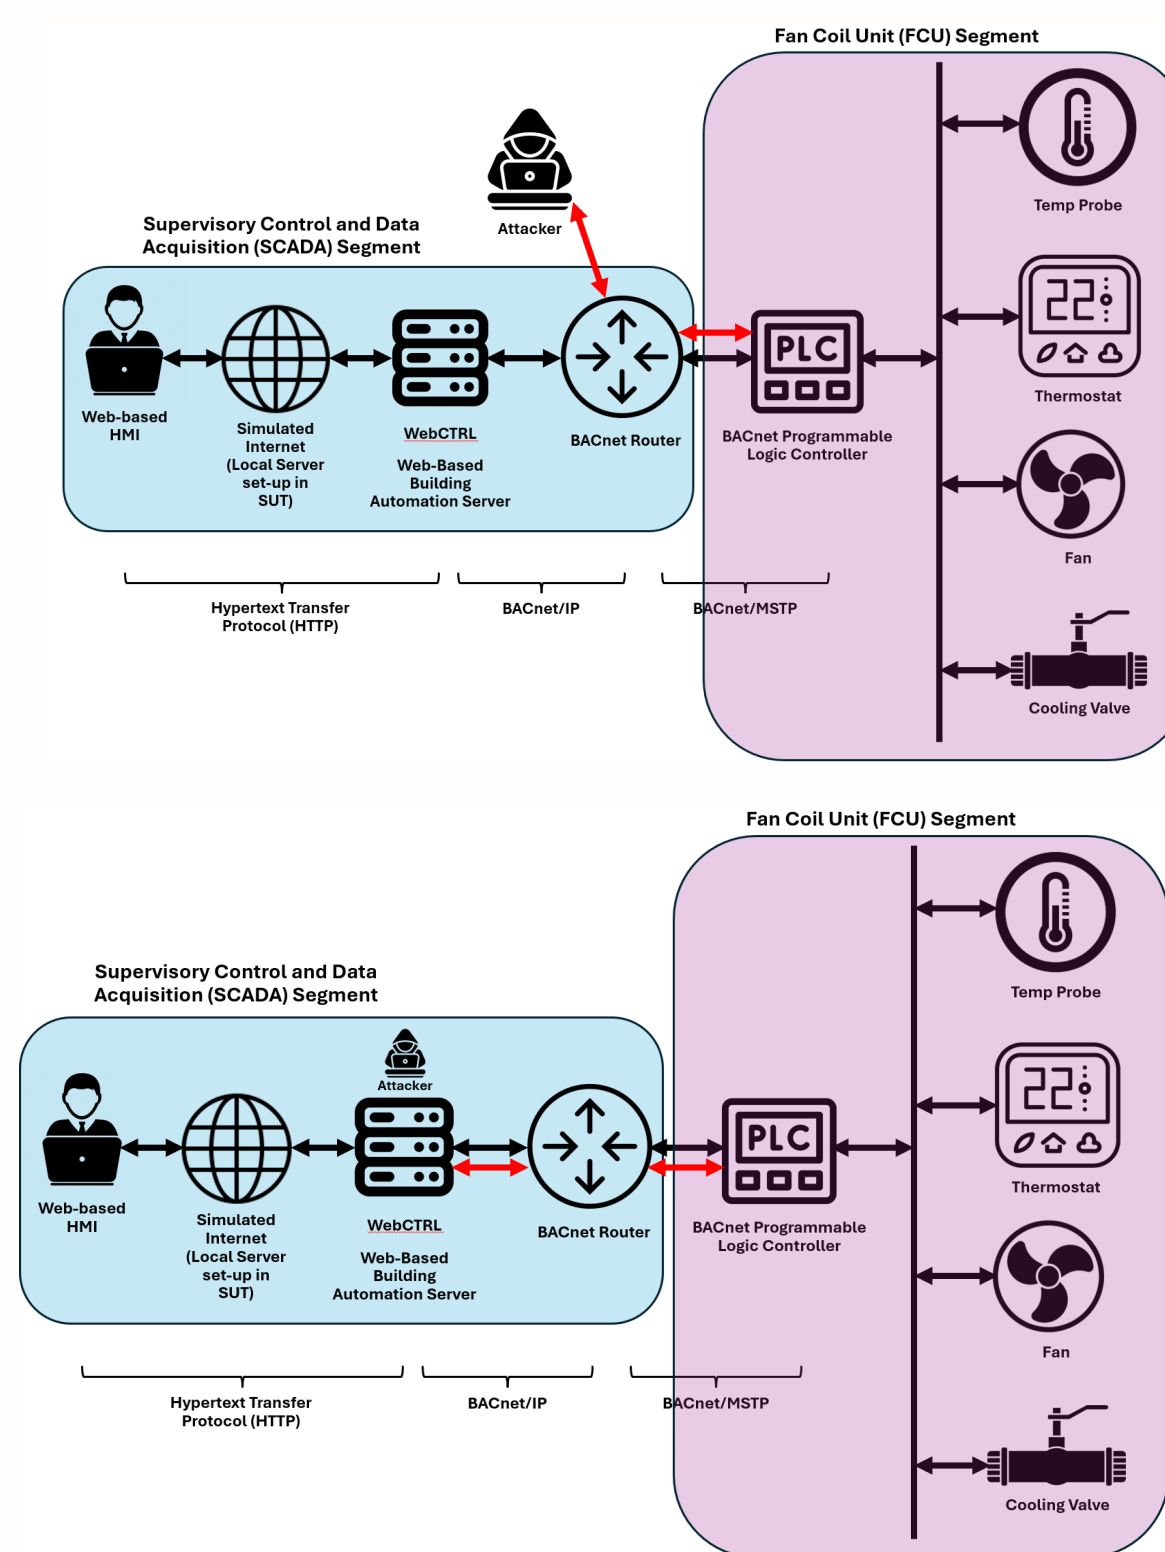 Fan Coil Unit (FCU) Segment
Temp Probe
Attacker
Supervisory Control and Data
Acquisition (SCADA) Segment
22
Thermostat
PLC
Web-based
HMI
Simulated
Internet
(Local Server
set-up in
SUT)
WebCTRL
Web-Based
Building
Automation Server
BACnet Router
BACnet Programmable
Logic Controller
Fan
Hypertext Transfer
Protocol (HTTP)
BACnet/IP
BACnet/MSTP
Cooling Valve
Fan Coil Unit (FCU) Segment
Temp Probe
Supervisory Control and Data
Acquisition (SCADA) Segment
Attacker
22
Thermostat
PLC
Web-based
HMI
Simulated
Internet
(Local Server
set-up in
SUT)
WebCTRL
Web-Based
Building
Automation Server
BACnet Router
BACnet Programmable
Logic Controller
Fan
Hypertext Transfer
Protocol (HTTP)
BACnet/IP
BACnet/MSTP
Cooling Valve